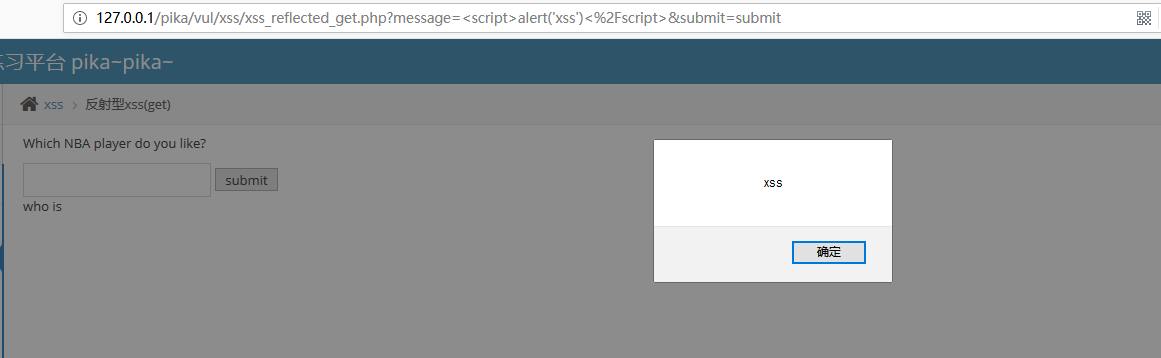 127.0.0.1/pika/vul/xss/xss_reflected_get.php?message=<script>alert('xss')<%2Fscript>&submit=submit
习平台 pika~pika~
xss > 反射型xss(get)
Which NBA player do you like?
submit
who is
xss
确定